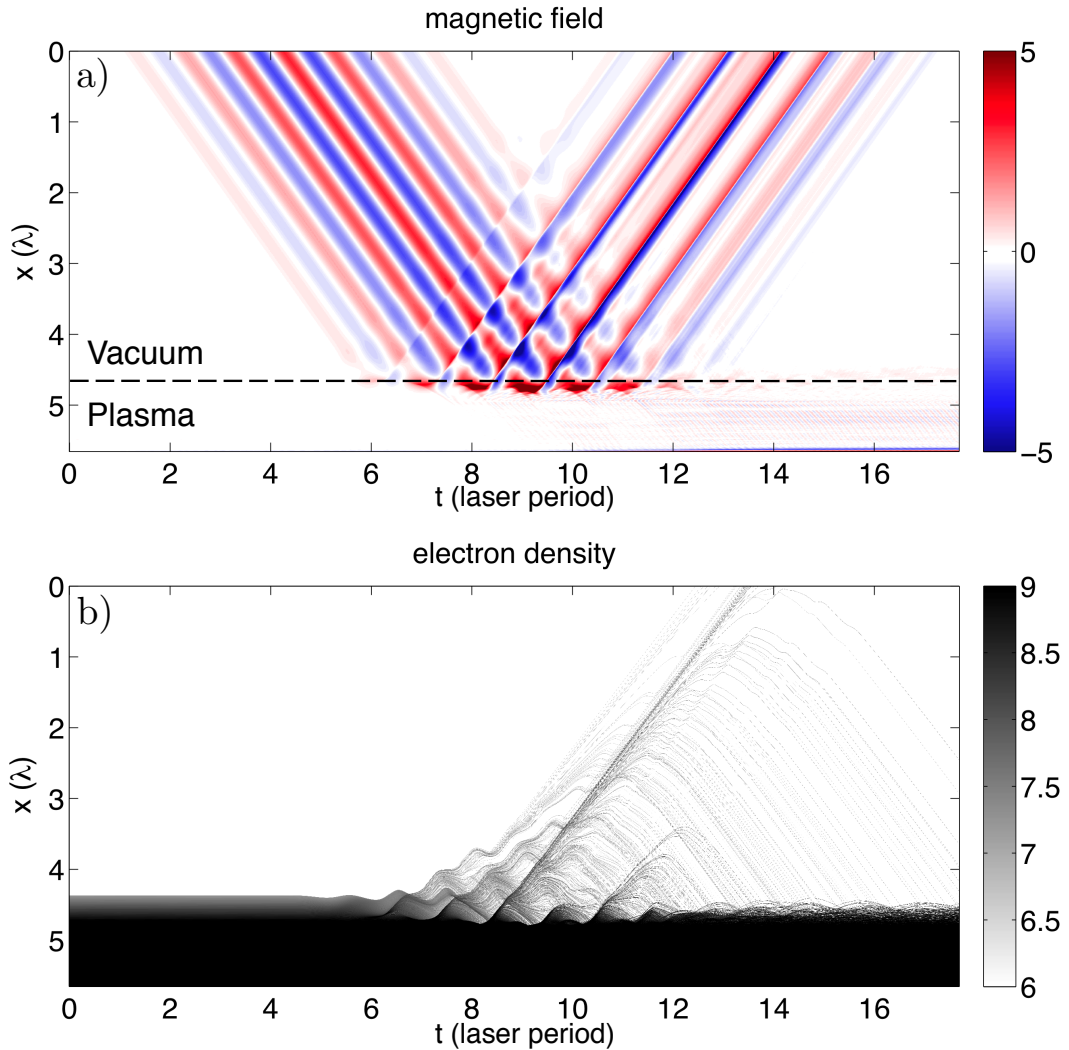 magnetic field
a)
0
1
2
3
4
5
x (λ)
Vacuum
Plasma
0 2 4 6 8 10 12 14 16
t (laser period)
5
0
−5
electron density
b)
0
1
2
3
4
5
x (λ)
0 2 4 6 8 10 12 14 16
t (laser period)
9
8.5
8
7.5
7
6.5
6